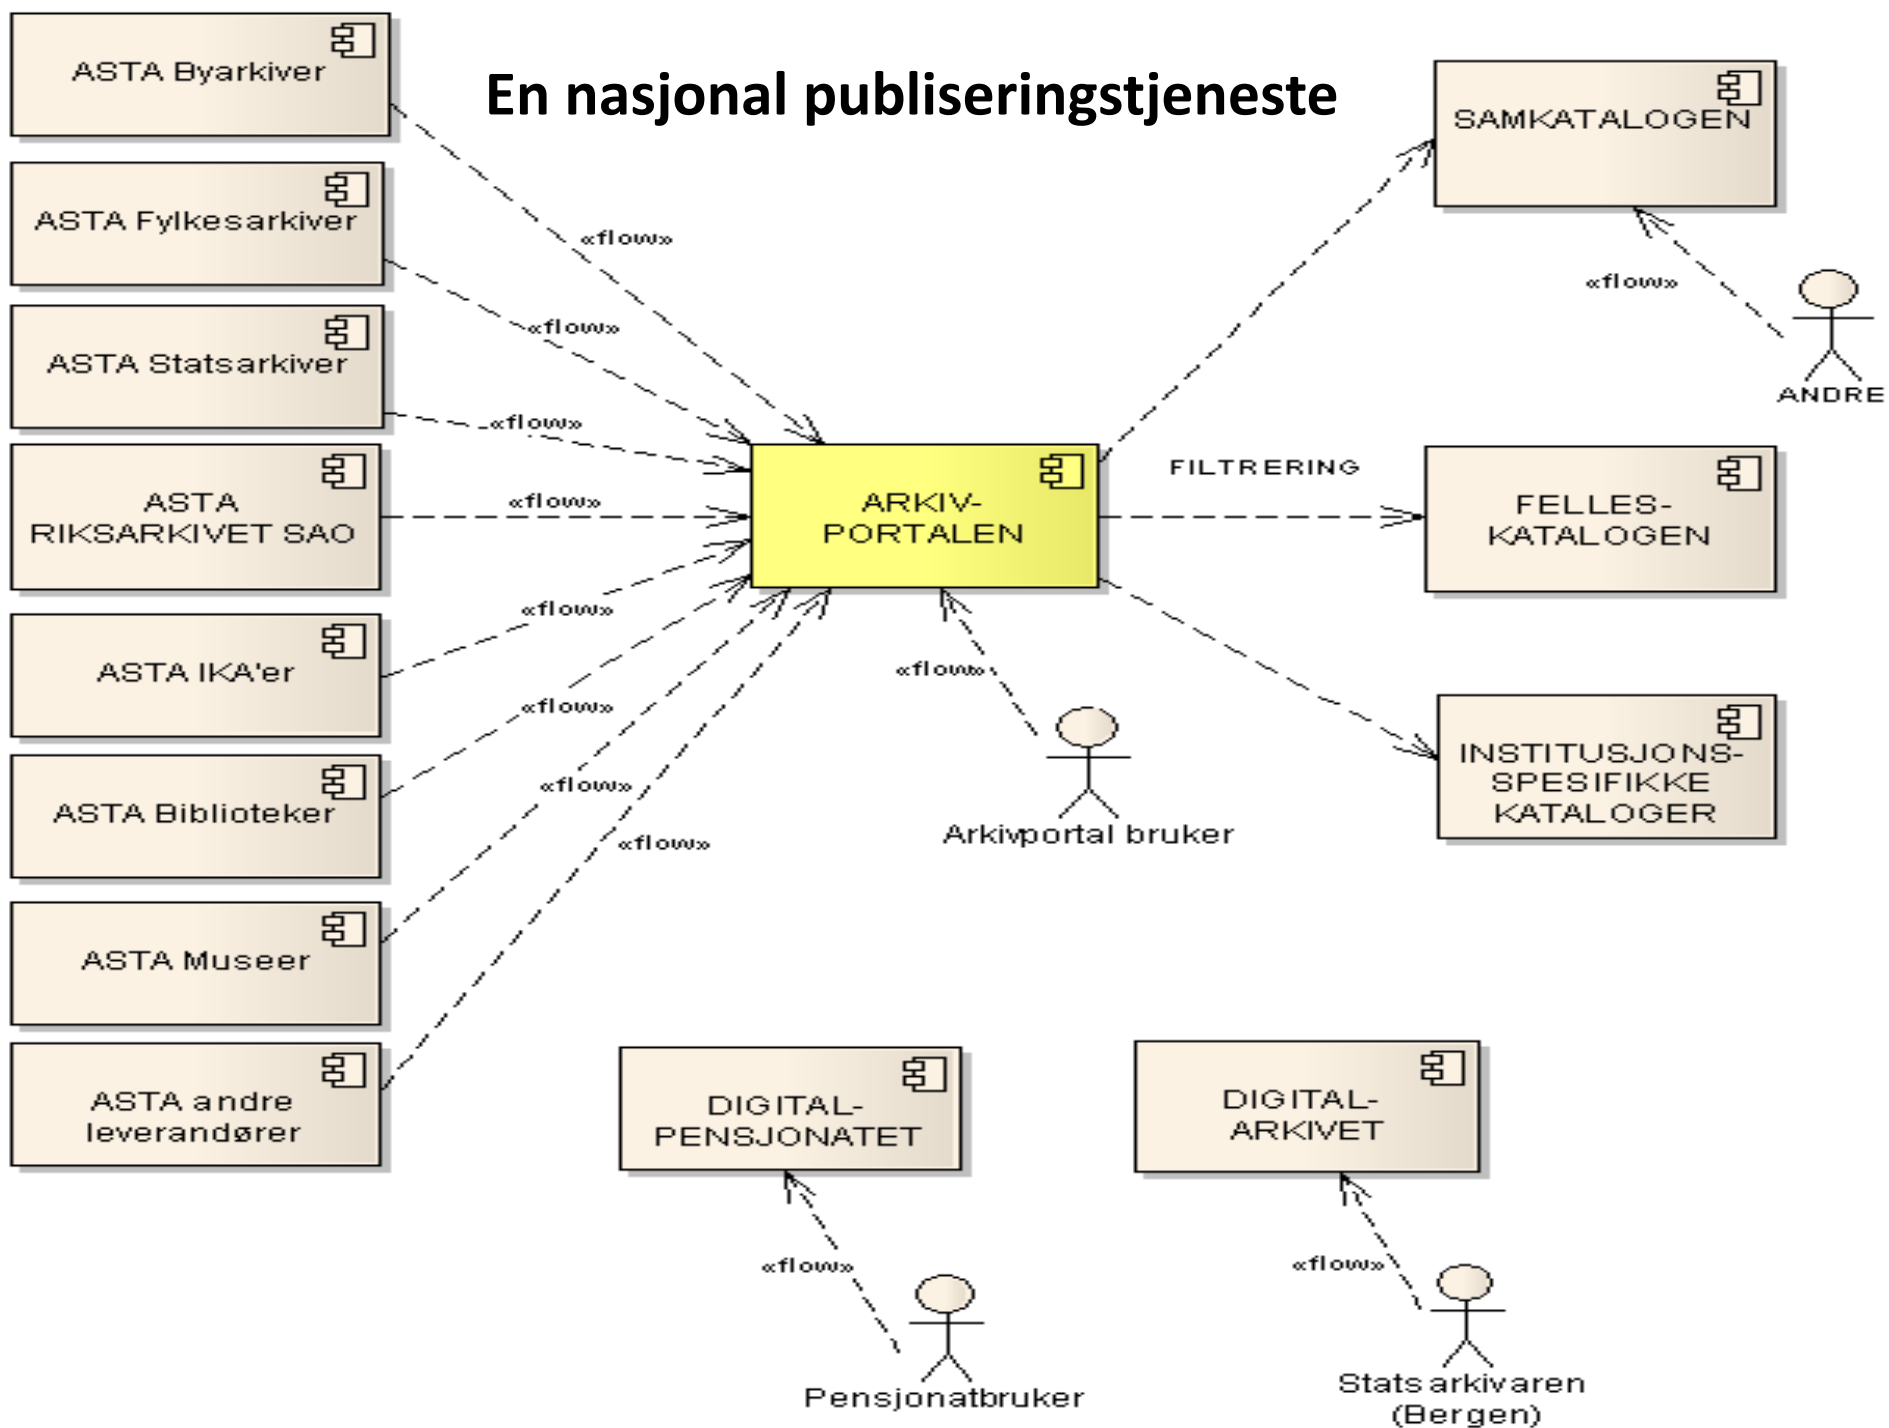 En nasjonal publiseringstjeneste
ASTA Byarkiver
ASTA Fylkesarkiver
ASTA Statsarkiver
ASTA
RIKSARKIVET SAO
ASTA IKA'er
ASTA Biblioteker
ASTA Museer
ASTA andre
leverandører
«flow»
«flow»
«flow»
«flow»
«flow»
«flow»
«flow»
«flow»
ARKIV-
PORTALEN
«flow»
Arkivportal bruker
SAMKATALOGEN
«flow»
ANDRE
FILTRERING
FELLES-
KATALOGEN
INSTITUSJONS-
SPESIFIKKE
KATALOGER
DIGITAL-
PENSJONATET
«flow»
Pensjonatbruker
DIGITAL-
ARKIVET
«flow»
Statsarkivaren
(Bergen)